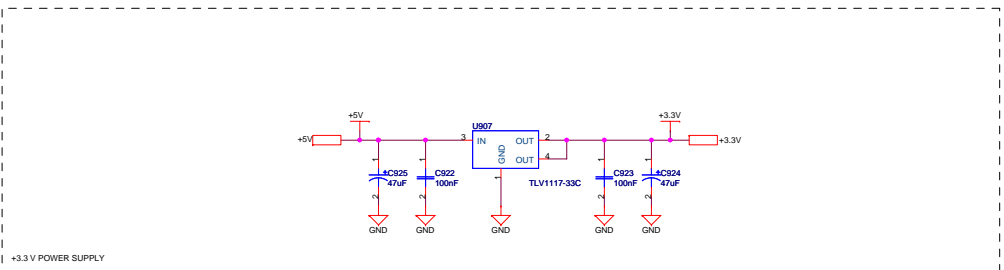 +5V
+3.3V
U907
+5V
3
IN
OUT
2
+3.3V
GND
OUT
4
1
1
1
1
1
+C925
47uF
C922
100nF
TLV1117-33C
C923
100nF
+C924
47uF
2
2
2
2
GND
GND
GND
GND
GND
+3.3 V POWER SUPPLY